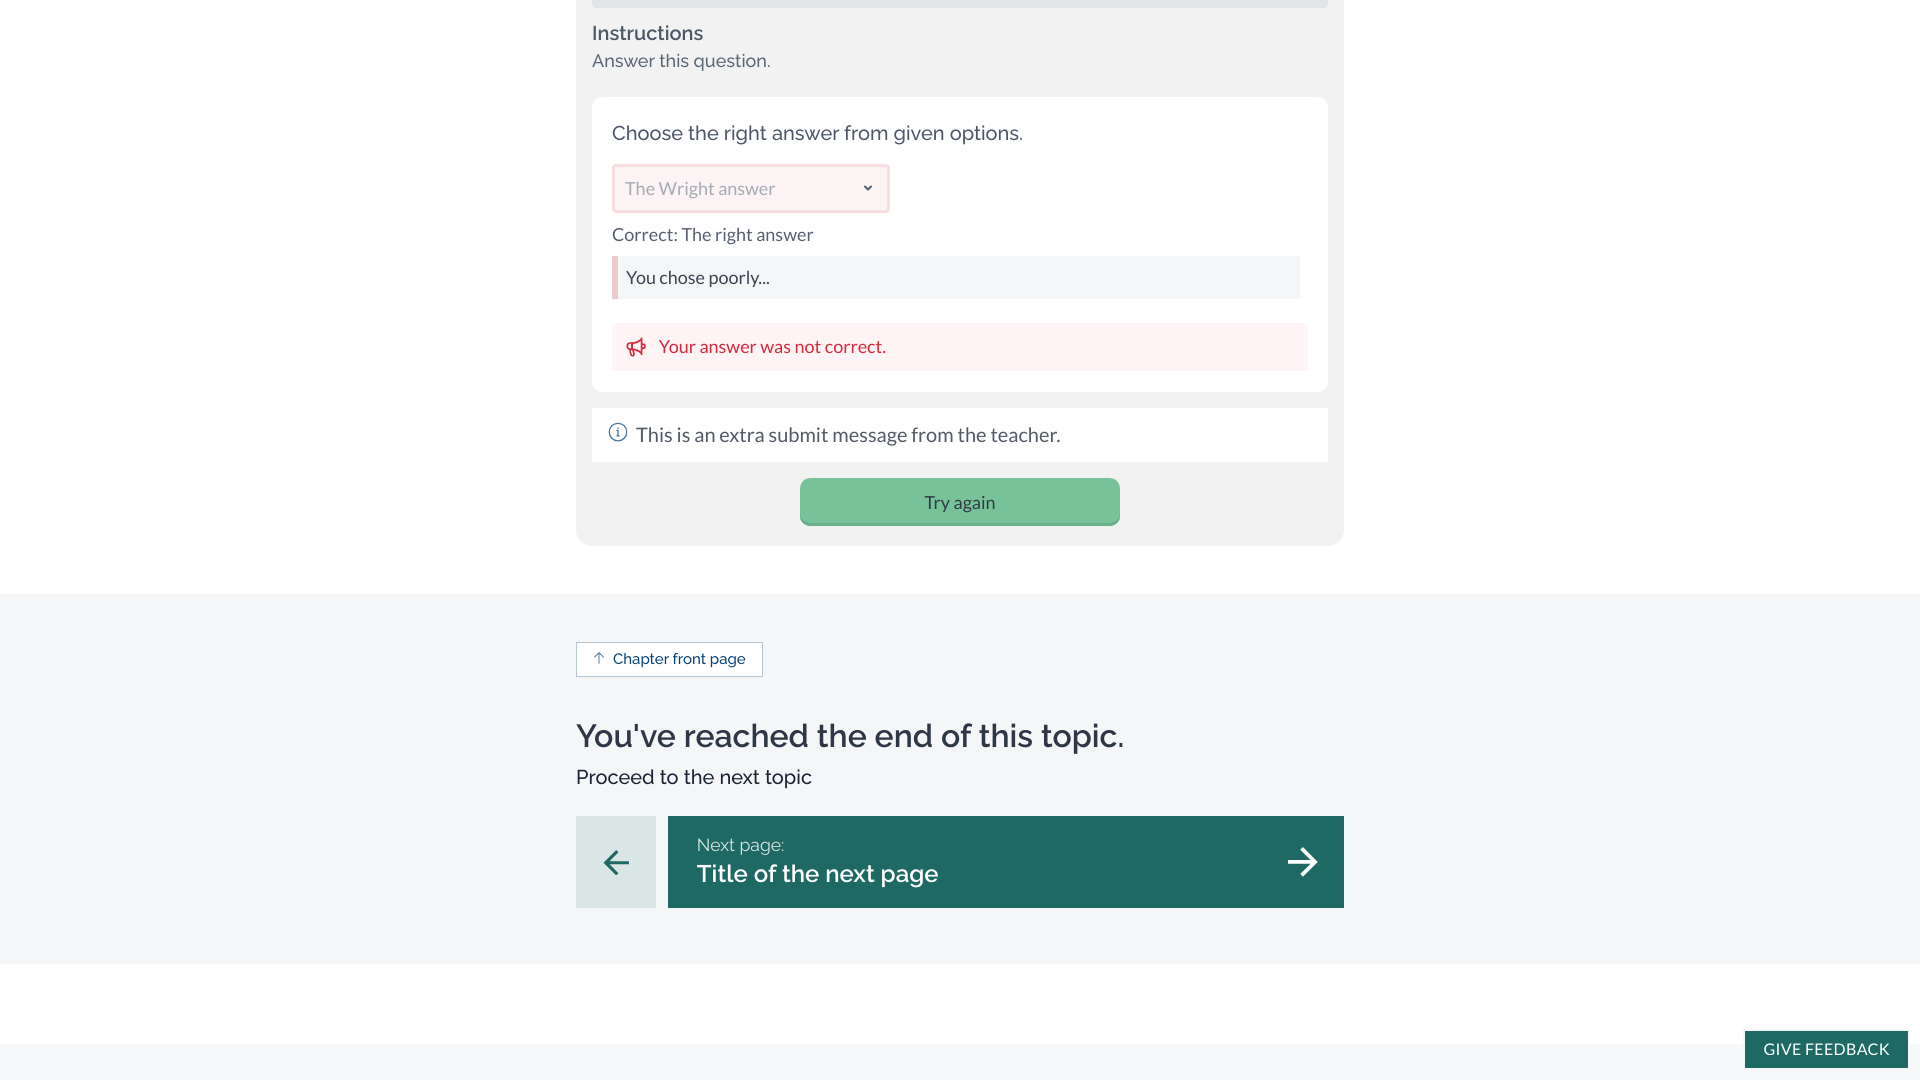 Instructions
Answer this question.
Choose the right answer from given options.
The Wright answer
Correct: The right answer
You chose poorly...
Your answer was not correct.
This is an extra submit message from the teacher.
Try again
Chapter front page
You've reached the end of this topic.
Proceed to the next topic
Next page:
Title of the next page
GIVE FEEDBACK